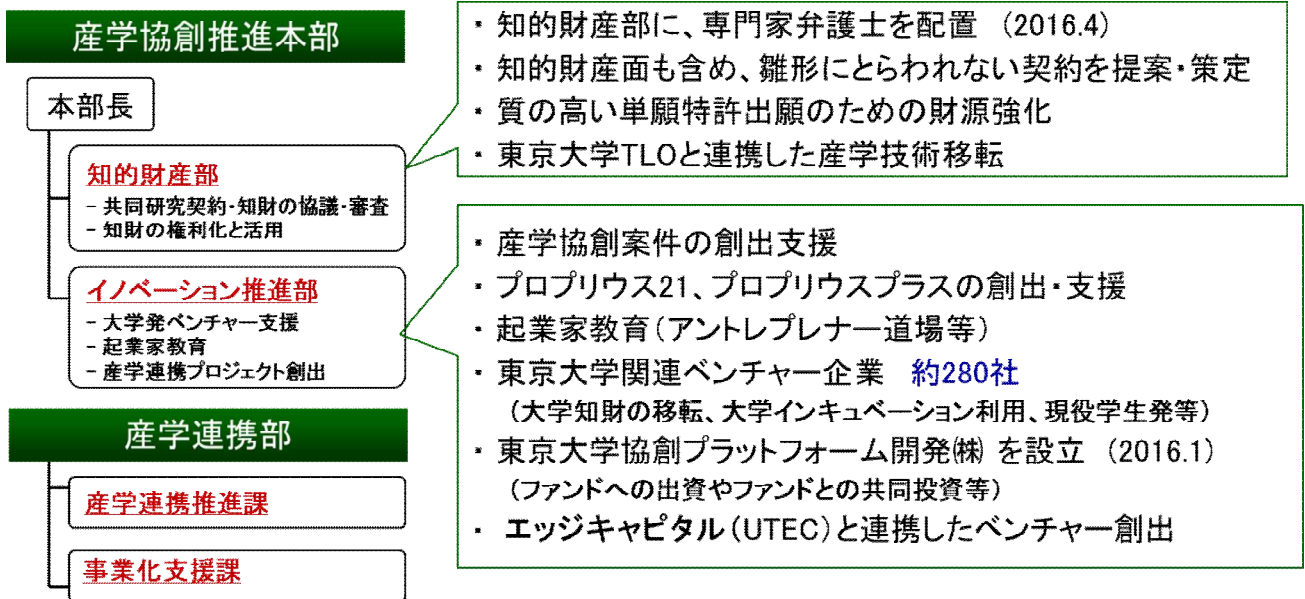 産学協創推進本部
本部長
知的財産部
- 共同研究契約・知財の協議・審査
- 知財の権利化と活用
イノベーション推進部
- 大学発ベンチャー支援
- 起業家教育
- 産学連携プロジェクト創出
産学連携部
産学連携推進課
事業化支援課
・ 知的財産部に、専門家弁護士を配置 (2016.4)
・ 知的財産面も含め、雛形にとらわれない契約を提案・策定
・ 質の高い単願特許出願のための財源強化
・ 東京大学TLOと連携した産学技術移転
・ 産学協創案件の創出支援
・ プロプリウス21、プロプリウスプラスの創出・支援
・ 起業家教育(アントレプレナー道場等)
・ 東京大学関連ベンチャー企業 約280社
(大学知財の移転、大学インキュベーション利用、現役学生発等)
・ 東京大学協創プラットフォーム開発㈱ を設立 (2016.1)
(ファンドへの出資やファンドとの共同投資等)
・ エッジキャピタル(UTEC)と連携したベンチャー創出